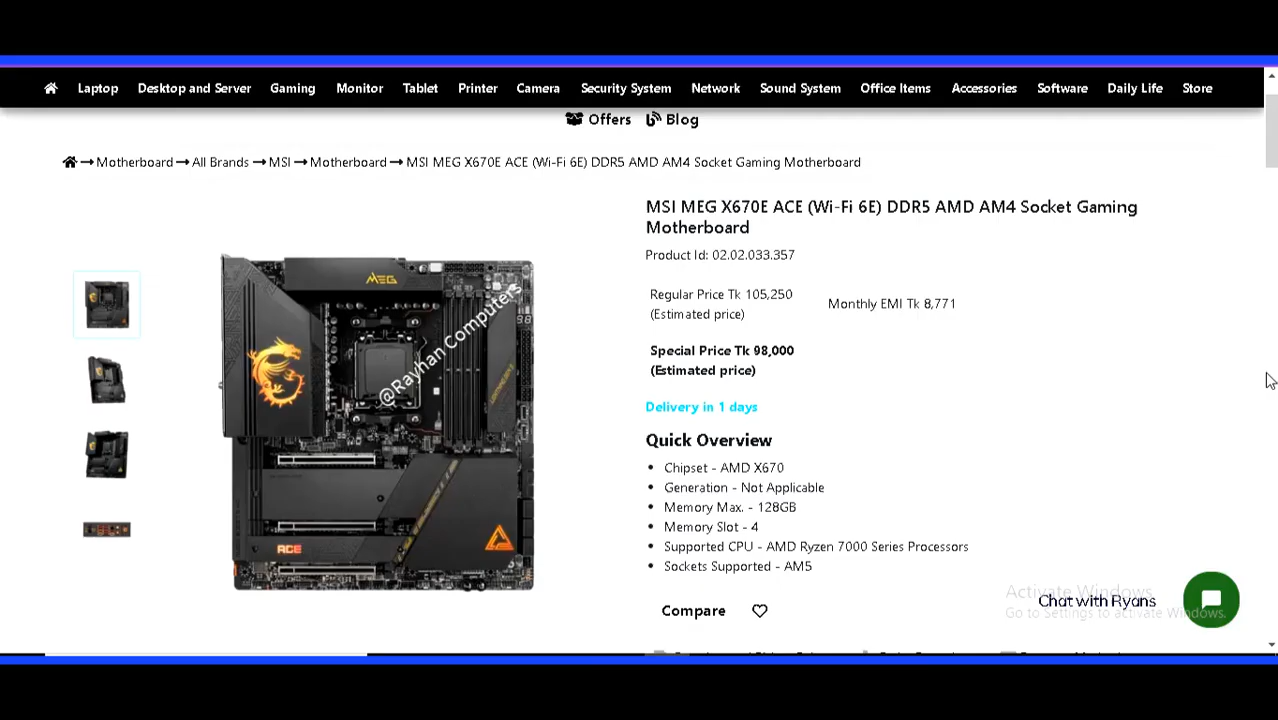 Laptop Desktop and Server Gaming Monitor Tablet Printer Camera Security System Network Sound System Office Items Accessories Software Daily Life Store
Offers Blog
Motherboard All Brands MSI Motherboard MSI MEG X670E ACE (Wi-Fi 6E) DDR5 AMD AM4 Socket Gaming Motherboard
MSI MEG X670E ACE (Wi-Fi 6E) DDR5 AMD AM4 Socket Gaming
Motherboard
Product Id: 02.02.033.357
Regular Price Tk 105,250
(Estimated price)
Monthly EMI Tk 8,771
Special Price Tk 98,000
(Estimated price)
Delivery in 1 days
Quick Overview
• Chipset - AMD X670
• Generation - Not Applicable
• Memory Max. - 128GB
• Memory Slot - 4
• Supported CPU - AMD Ryzen 7000 Series Processors
• Sockets Supported - AM5
Compare
MEG
@Rayhan Computers
ACE
Activate Windows
Go to Settings to activate Windows.
Chat with Ryans